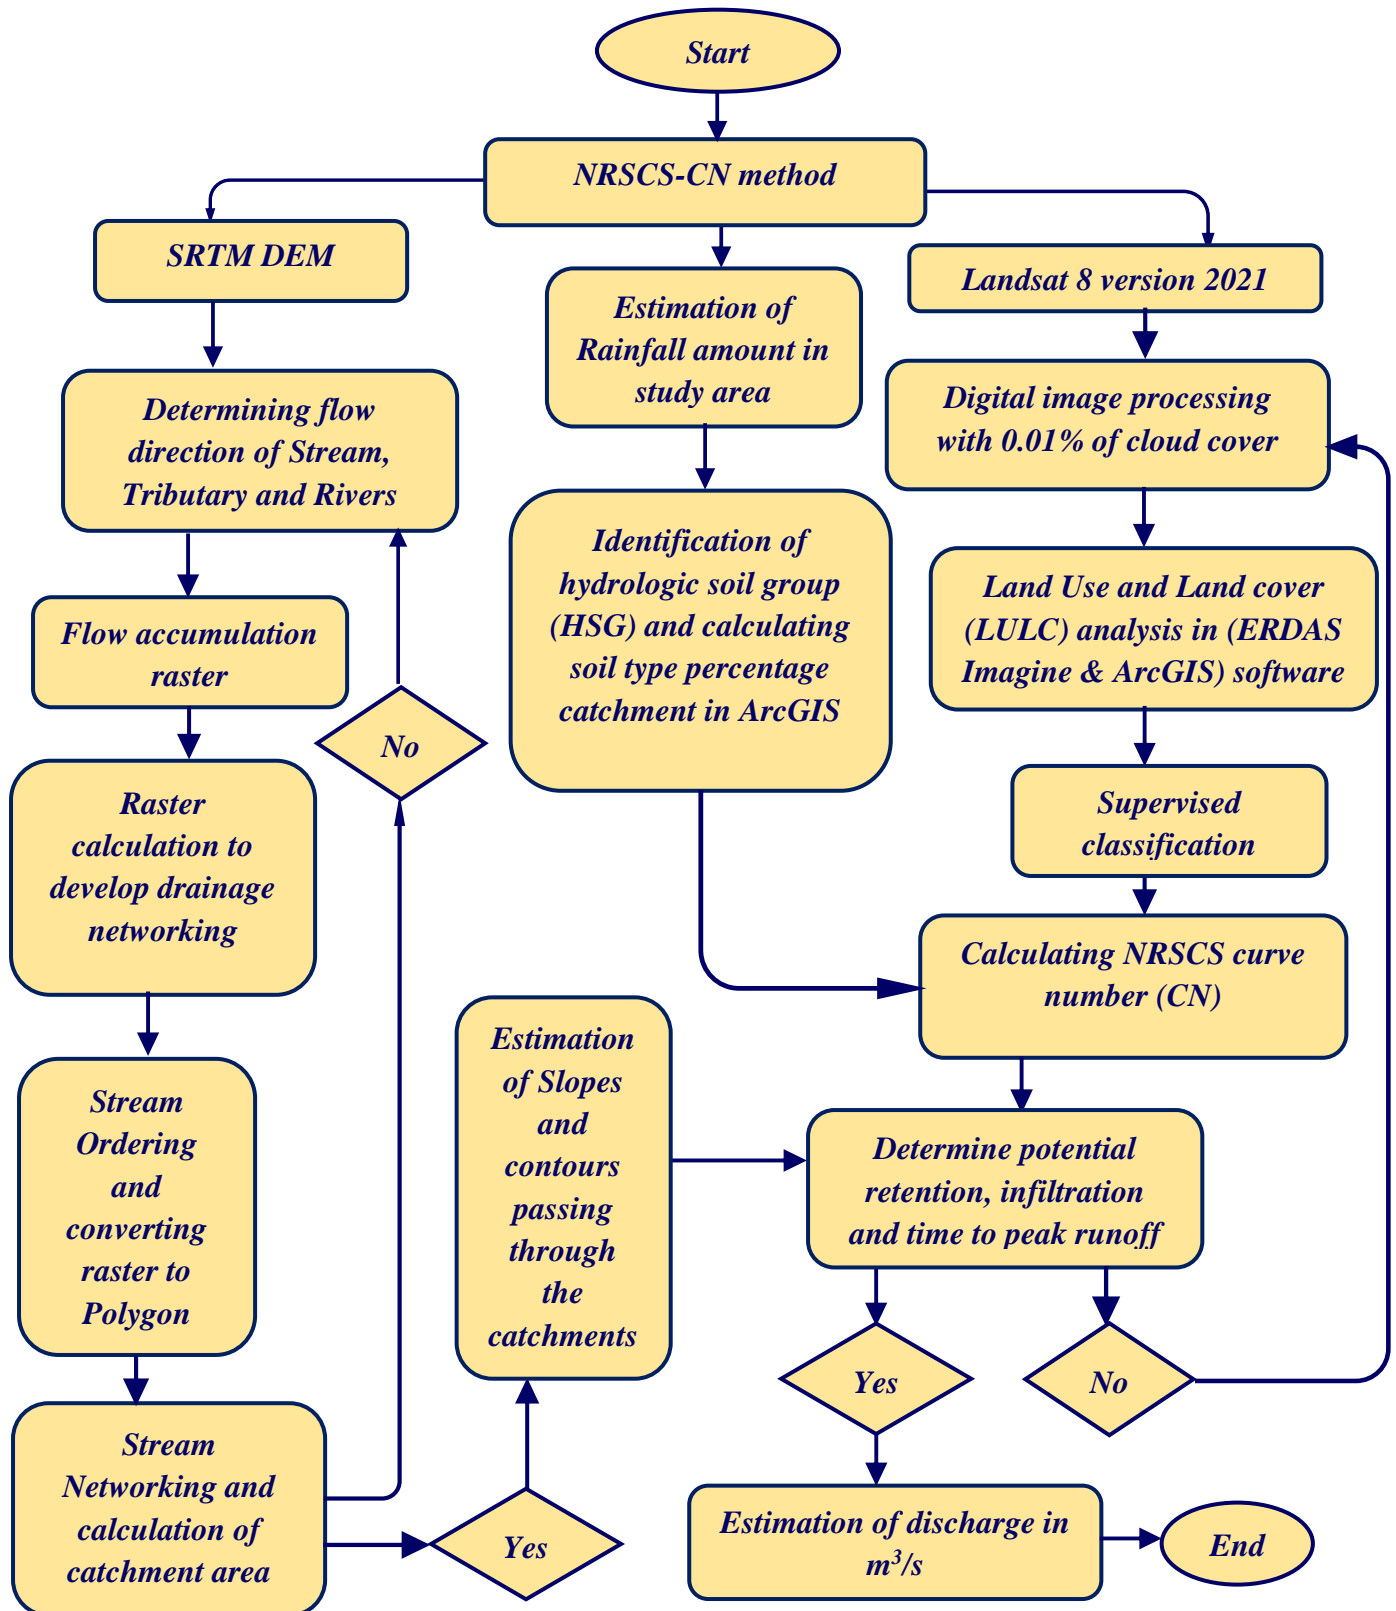 Start
NRSCS-CN method
SRTM DEM
Estimation of
Rainfall amount in
study area
Landsat 8 version 2021
Determining flow
direction of Stream,
Tributary and Rivers
Digital image processing
with 0.01% of cloud cover
Flow accumulation
raster
No
Identification of
hydrologic soil group
(HSG) and calculating
soil type percentage
catchment in ArcGIS
Land Use and Land cover
(LULC) analysis in (ERDAS
Imagine & ArcGIS) software
Raster
calculation to
develop drainage
networking
Supervised
classification
Calculating NRSCS curve
number (CN)
Stream
Ordering
and
converting
raster to
Polygon
Estimation
of Slopes
and
contours
passing
through
the
catchments
Determine potential
retention, infiltration
and time to peak runoff
Yes
No
Stream
Networking and
calculation of
catchment area
Yes
Estimation of discharge in
m³/s
End